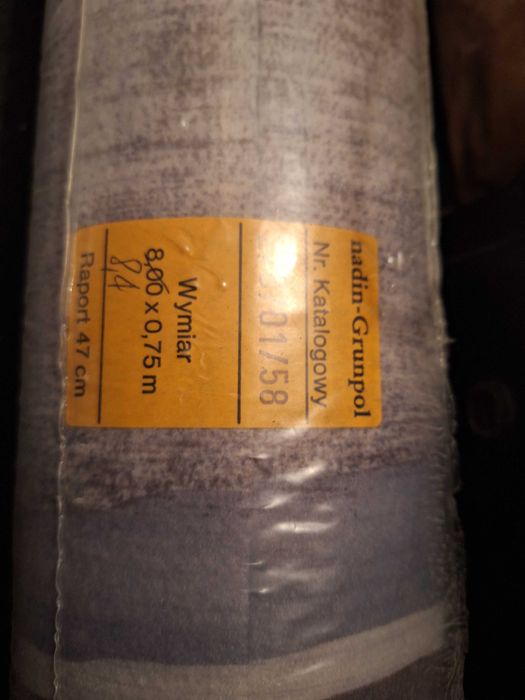 nadin-Grunpol
Nr. Katalogowy
01/58
Wymiar
8,00 x 0,75 m
8,4
Raport 47 cm